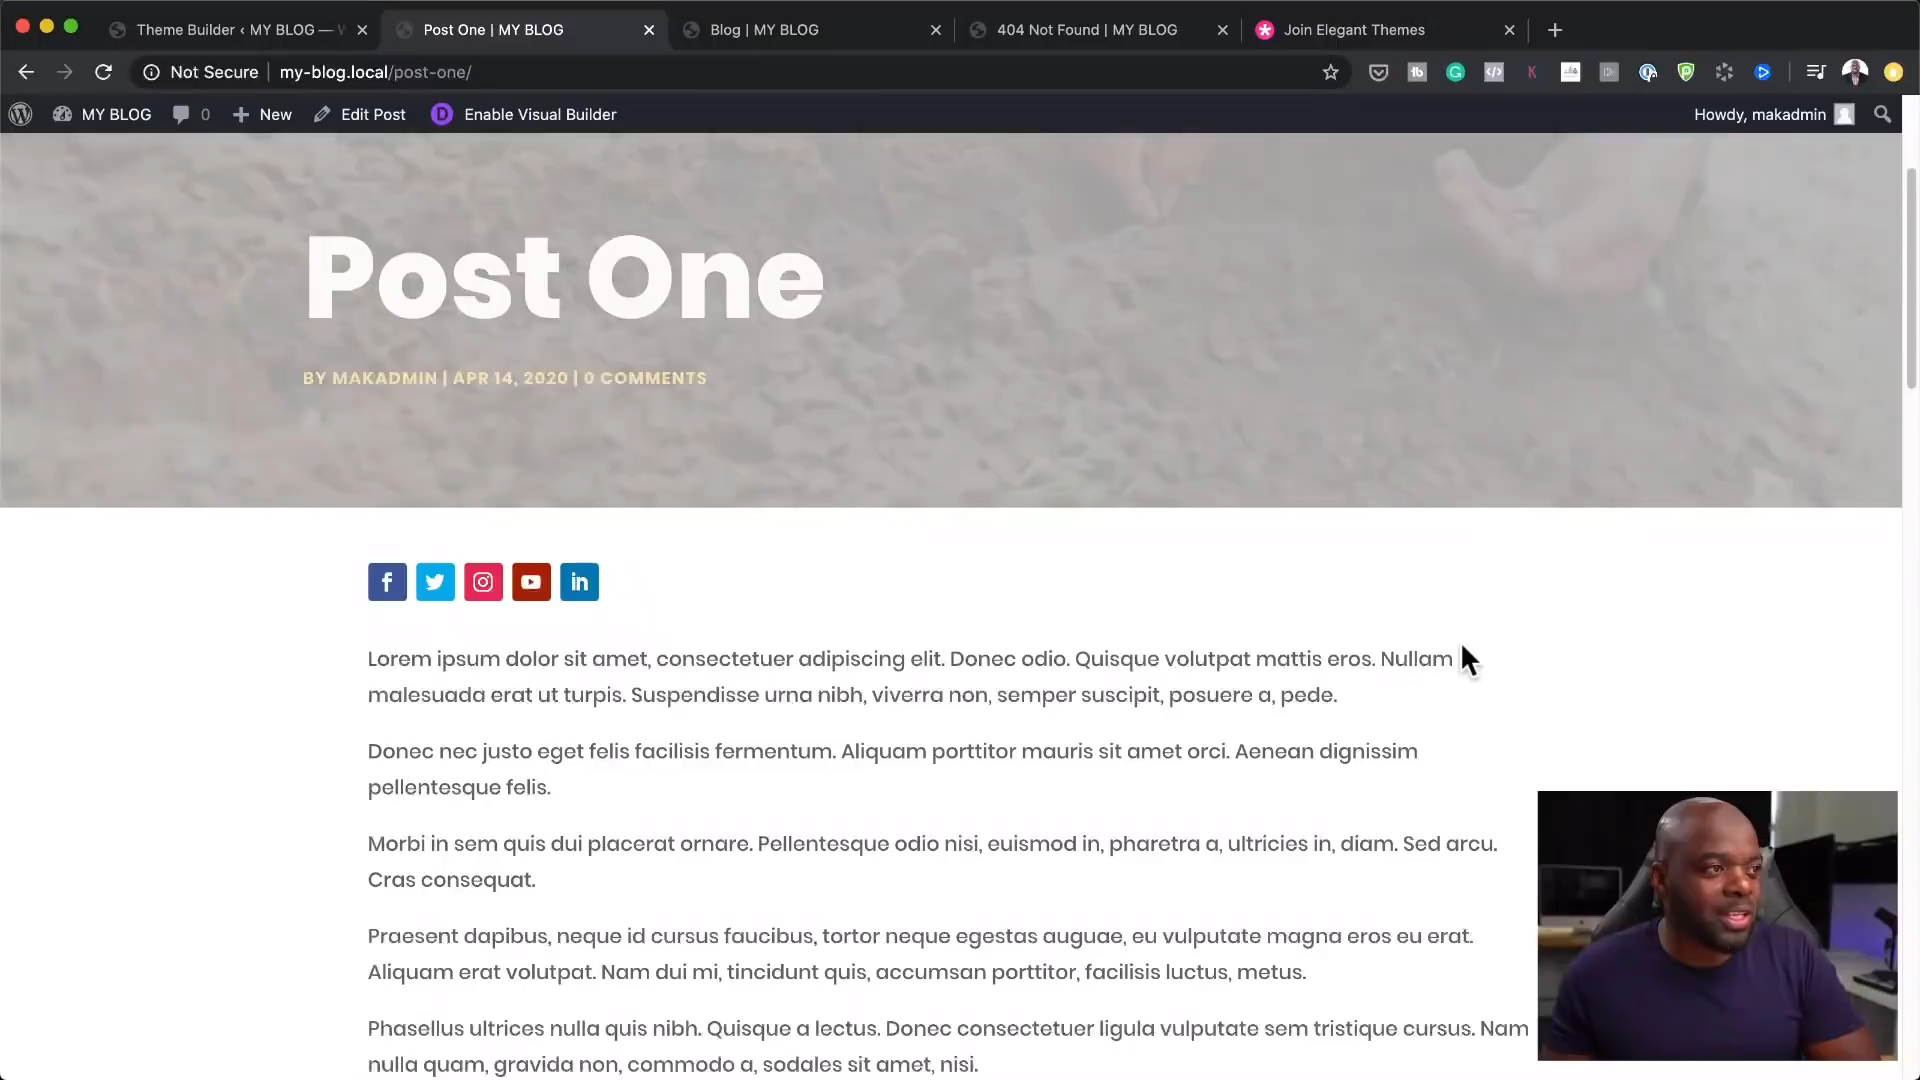 Theme Builder ‹ MY BLOG — W
Post One | MY BLOG
Blog | MY BLOG
404 Not Found | MY BLOG
Join Elegant Themes
Not Secure | my-blog.local/post-one/
MY BLOG 0 New Edit Post D Enable Visual Builder Howdy, makadmin
Post One
BY MAKADMIN | APR 14, 2020 | 0 COMMENTS
Lorem ipsum dolor sit amet, consectetuer adipiscing elit. Donec odio. Quisque volutpat mattis eros. Nullam
malesuada erat ut turpis. Suspendisse urna nibh, viverra non, semper suscipit, posuere a, pede.
Donec nec justo eget felis facilisis fermentum. Aliquam porttitor mauris sit amet orci. Aenean dignissim
pellentesque felis.
Morbi in sem quis dui placerat ornare. Pellentesque odio nisi, euismod in, pharetra a, ultricies in, diam. Sed arcu.
Cras consequat.
Praesent dapibus, neque id cursus faucibus, tortor neque egestas auguae, eu vulputate magna eros eu erat.
Aliquam erat volutpat. Nam dui mi, tincidunt quis, accumsan porttitor, facilisis luctus, metus.
Phasellus ultrices nulla quis nibh. Quisque a lectus. Donec consectetuer ligula vulputate sem tristique cursus. Nam
nulla quam, gravida non, commodo a, sodales sit amet, nisi.